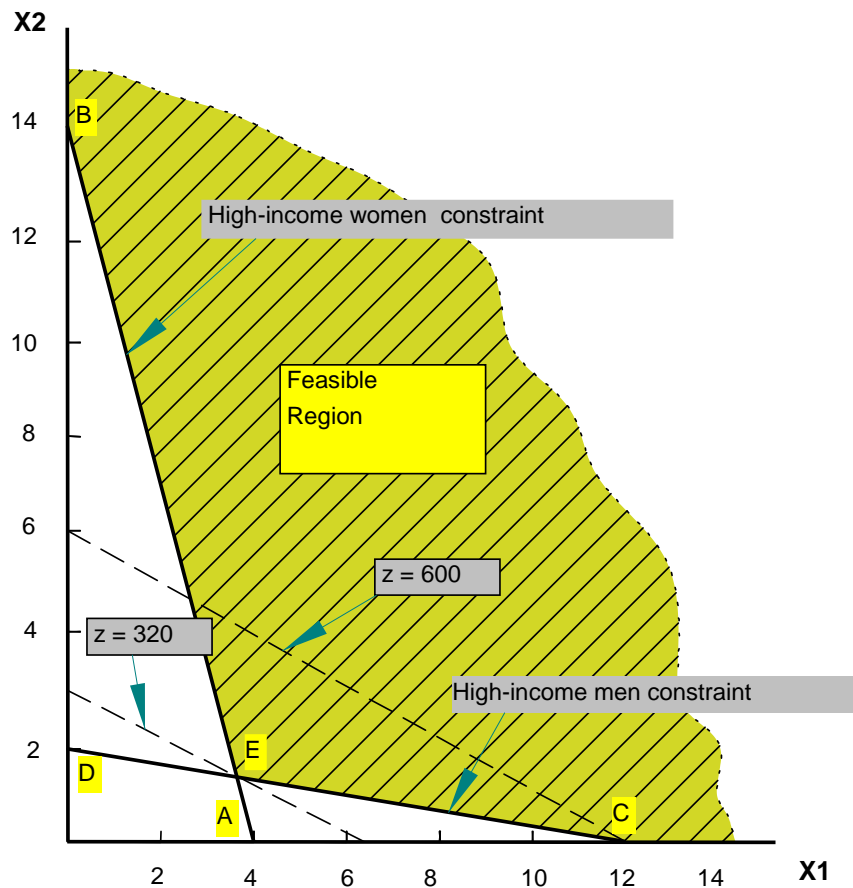 X2
14
B
High-income women constraint
12
10
Feasible
Region
8
6
z = 600
4
z = 320
High-income men constraint
2
E
D
A
C
2
4
6
8
10
12
14
X1